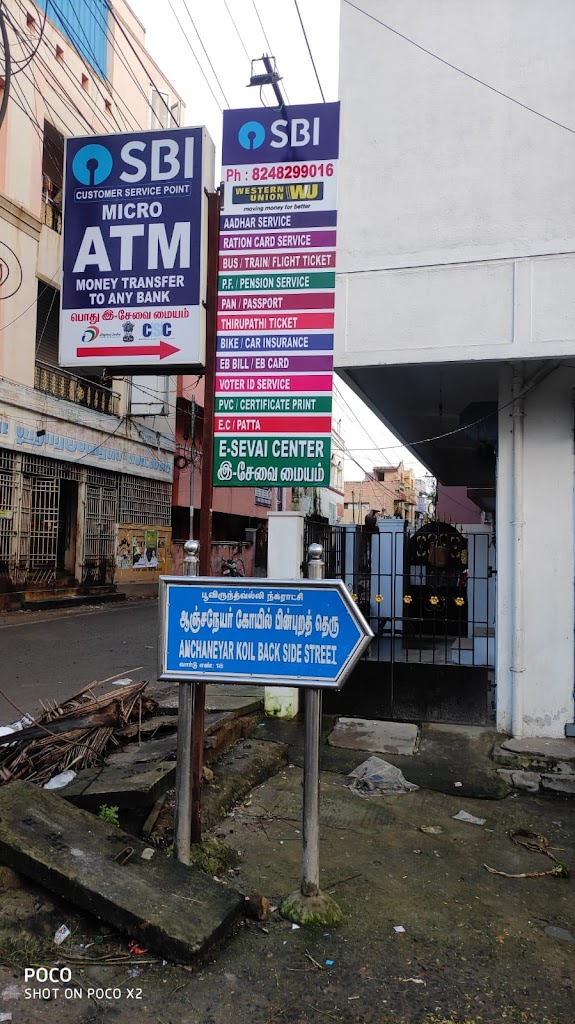 SBI
CUSTOMER SERVICE POINT
MICRO
ATM
MONEY TRANSFER
TO ANY BANK
பொது இ-சேவை மையம்
CSC
SBI
Ph : 8248299016
WESTERN UNION WU
moving money for better
AADHAR SERVICE
RATION CARD SERVICE
BUS / TRAIN/ FLIGHT TICKET
P.F. / PENSION SERVICE
PAN / PASSPORT
THIRUPATHI TICKET
BIKE / CAR INSURANCE
EB BILL / EB CARD
VOTER ID SERVICE
PVC / CERTIFICATE PRINT
E.C / PATTA
E-SEVAI CENTER
இ-சேவை மையம்
பூவிருந்தவல்லி நகராட்சி
ஆஞ்சநேயர் கோயில் பின்புறத் தெரு
ANCHANEYAR KOIL BACK SIDE STREET
வார்டு எண்: 18
POCO
SHOT ON POCO X2